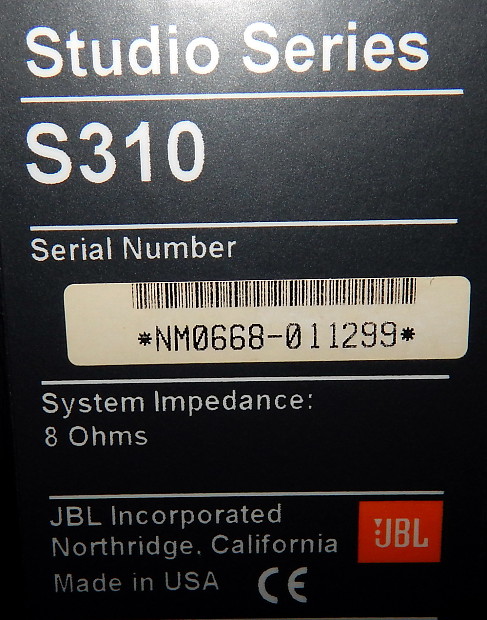 Studio Series
S310
Serial Number
*NM0668-011299*
System Impedance:
8 Ohms
JBL Incorporated
Northridge, California
JBL
Made in USA CE